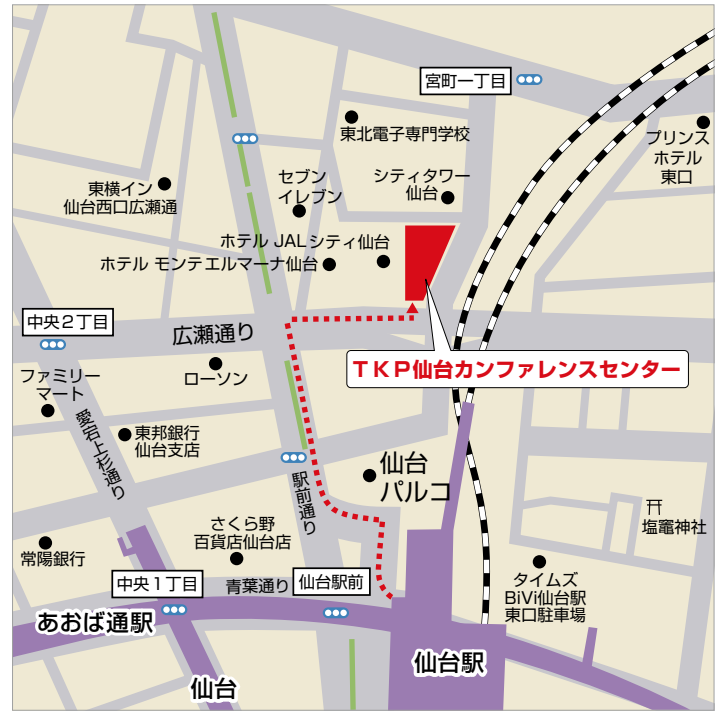 宮町一丁目
東北電子専門学校
プリンス
ホテル
東口
セブン
イレブン
シティタワー
仙台
東横イン
仙台西口広瀬通
ホテル JALシティ仙台
ホテル モンテエルマーナ仙台
中央2丁目
広瀬通り
TKP仙台カンファレンスセンター
ファミリー
マート
ローソン
愛宕上杉通り
東邦銀行
仙台支店
仙台
パルコ
駅前通り
塩竈神社
さくら野
百貨店仙台店
常陽銀行
中央1丁目
青葉通り
仙台駅前
タイムズ
BiVi仙台駅
東口駐車場
あおば通駅
仙台駅
仙台